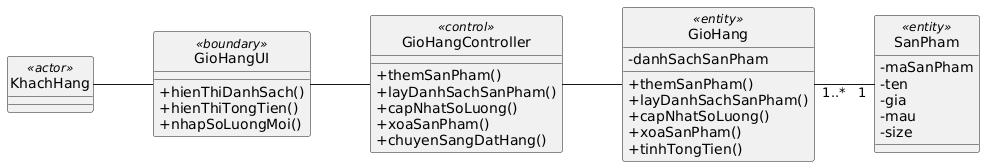 «actor»
KhachHang
«boundary»
GioHangUI
+hienThiDanhSach()
+hienThiTongTien()
+nhapSoLuongMoi()
«control»
GioHangController
+themSanPham()
+layDanhSachSanPham()
+capNhatSoLuong()
+xoaSanPham()
+chuyenSangDatHang()
«entity»
GioHang
-danhSachSanPham
+themSanPham()
+layDanhSachSanPham()
+capNhatSoLuong()
+xoaSanPham()
+tinhTongTien()
1..* 1
«entity»
SanPham
-maSanPham
-ten
-gia
-mau
-size